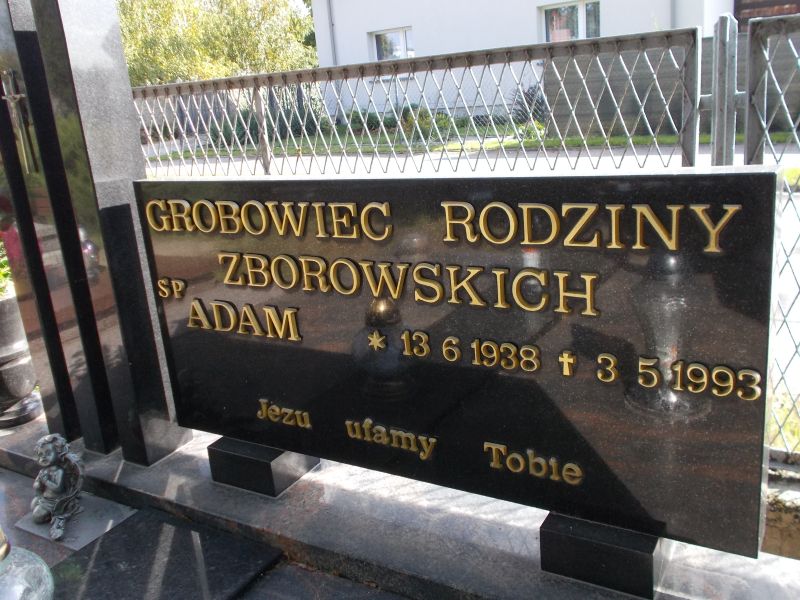 GROBOWIEC RODZINY
ZBOROWSKICH
SP ADAM * 13 6 1938 ✝ 3 5 1993
Jezu ufamy Tobie